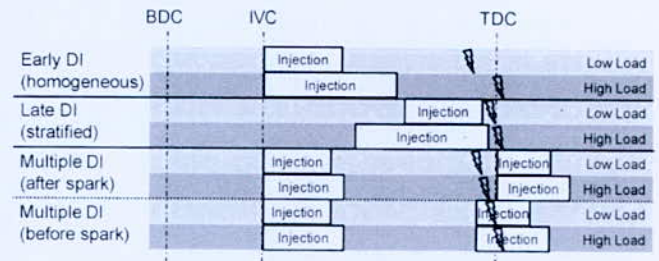 BDC IVC TDC
Early DI Injection Low Load
(homogeneous) Injection High Load
Late DI Injection Low Load
(stratified) Injection High Load
Multiple DI Injection Injection Low Load
(after spark) Injection Injection High Load
Multiple DI Injection Injection Low Load
(before spark) Injection Injection High Load